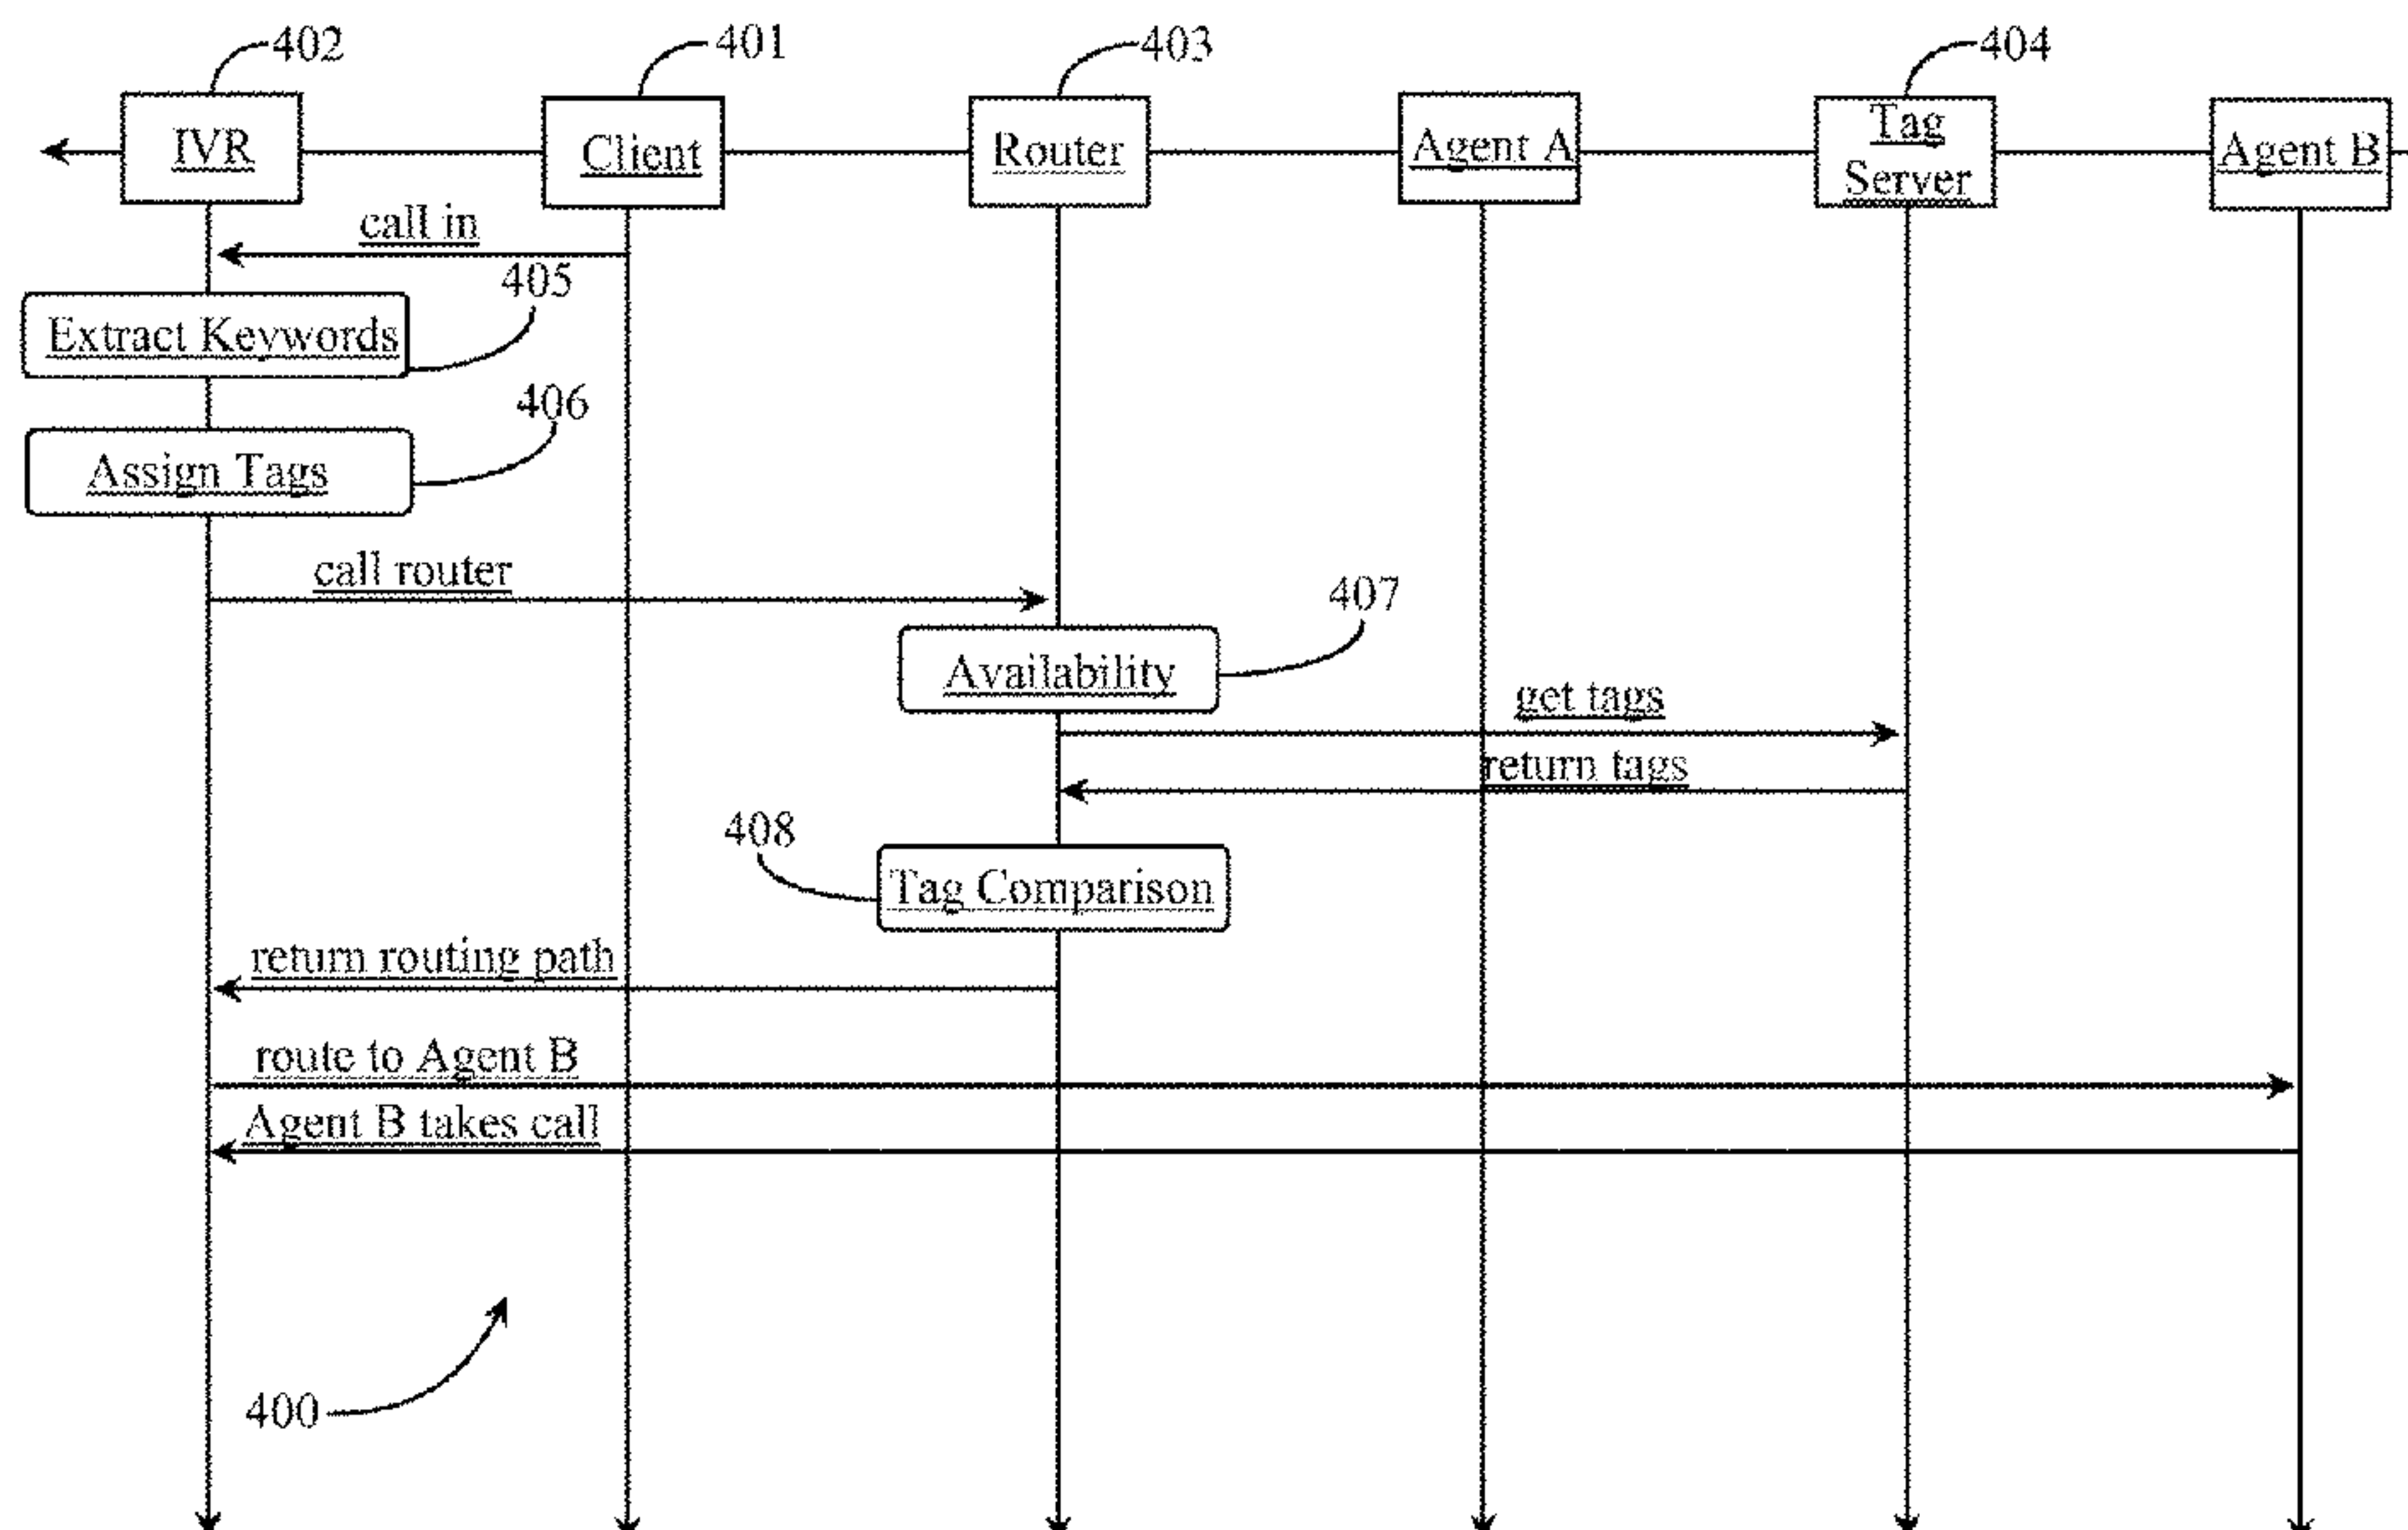 402
401
403
404
IVR
Client
Router
Agent A
Tag
Server
Agent B
call in
405
Extract Keywords
406
Assign Tags
call router
407
Availability
get tags
return tags
408
Tag Comparison
return routing path
route to Agent B
Agent B takes call
400